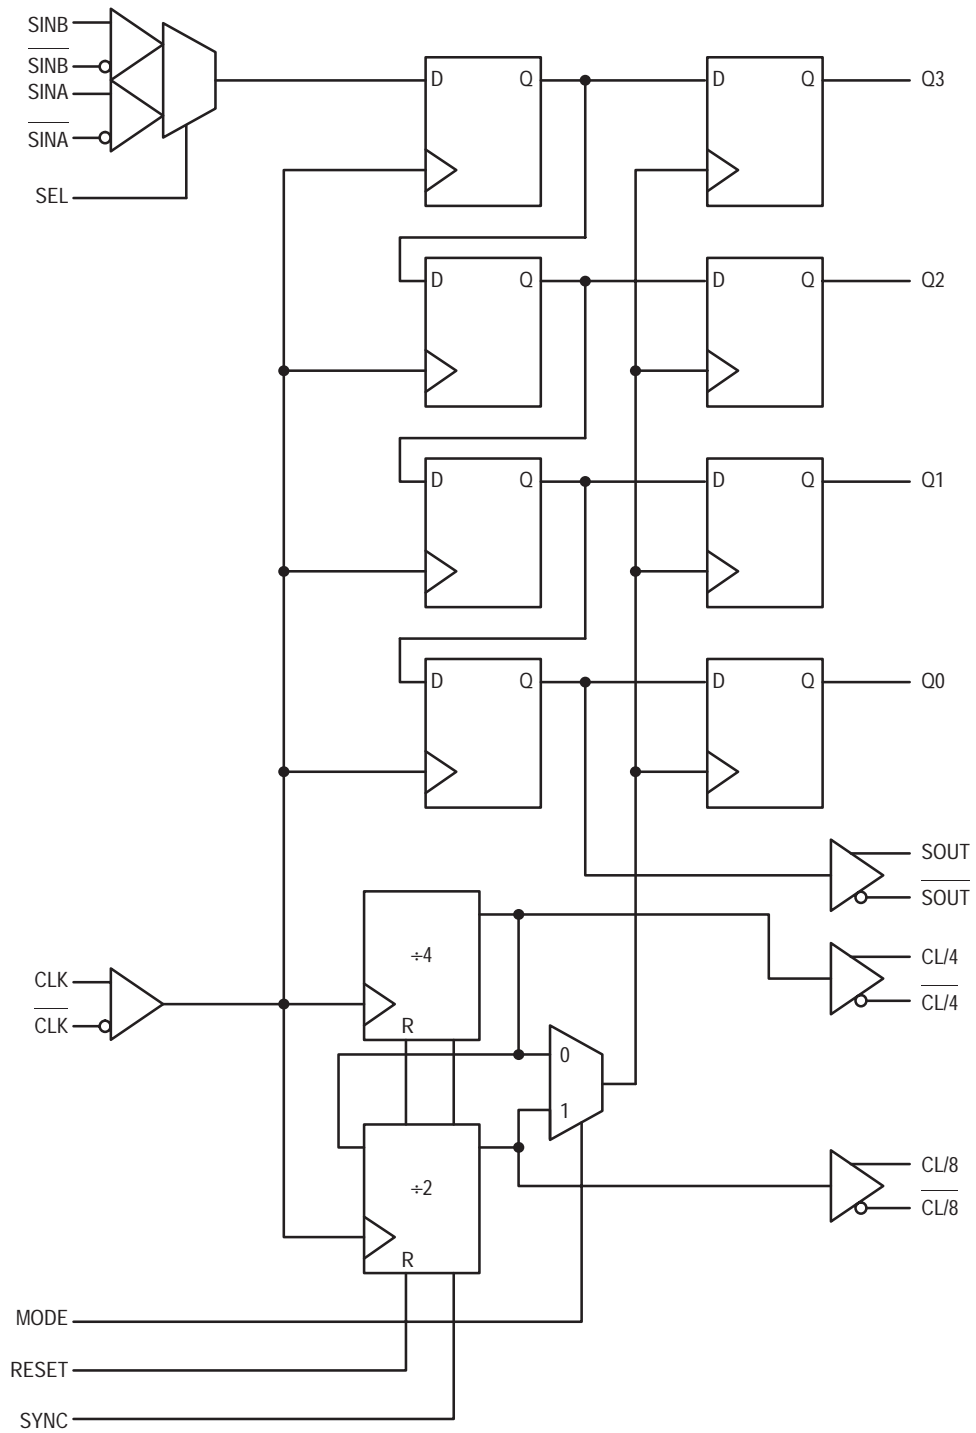 SINB
SINB
SINA
SINA
SEL
D Q
D Q
Q3
D Q
D Q
Q2
D Q
D Q
Q1
D Q
D Q
Q0
SOUT
SOUT
÷4
R
CL/4
CL/4
CLK
CLK
0
1
÷2
R
CL/8
CL/8
MODE
RESET
SYNC